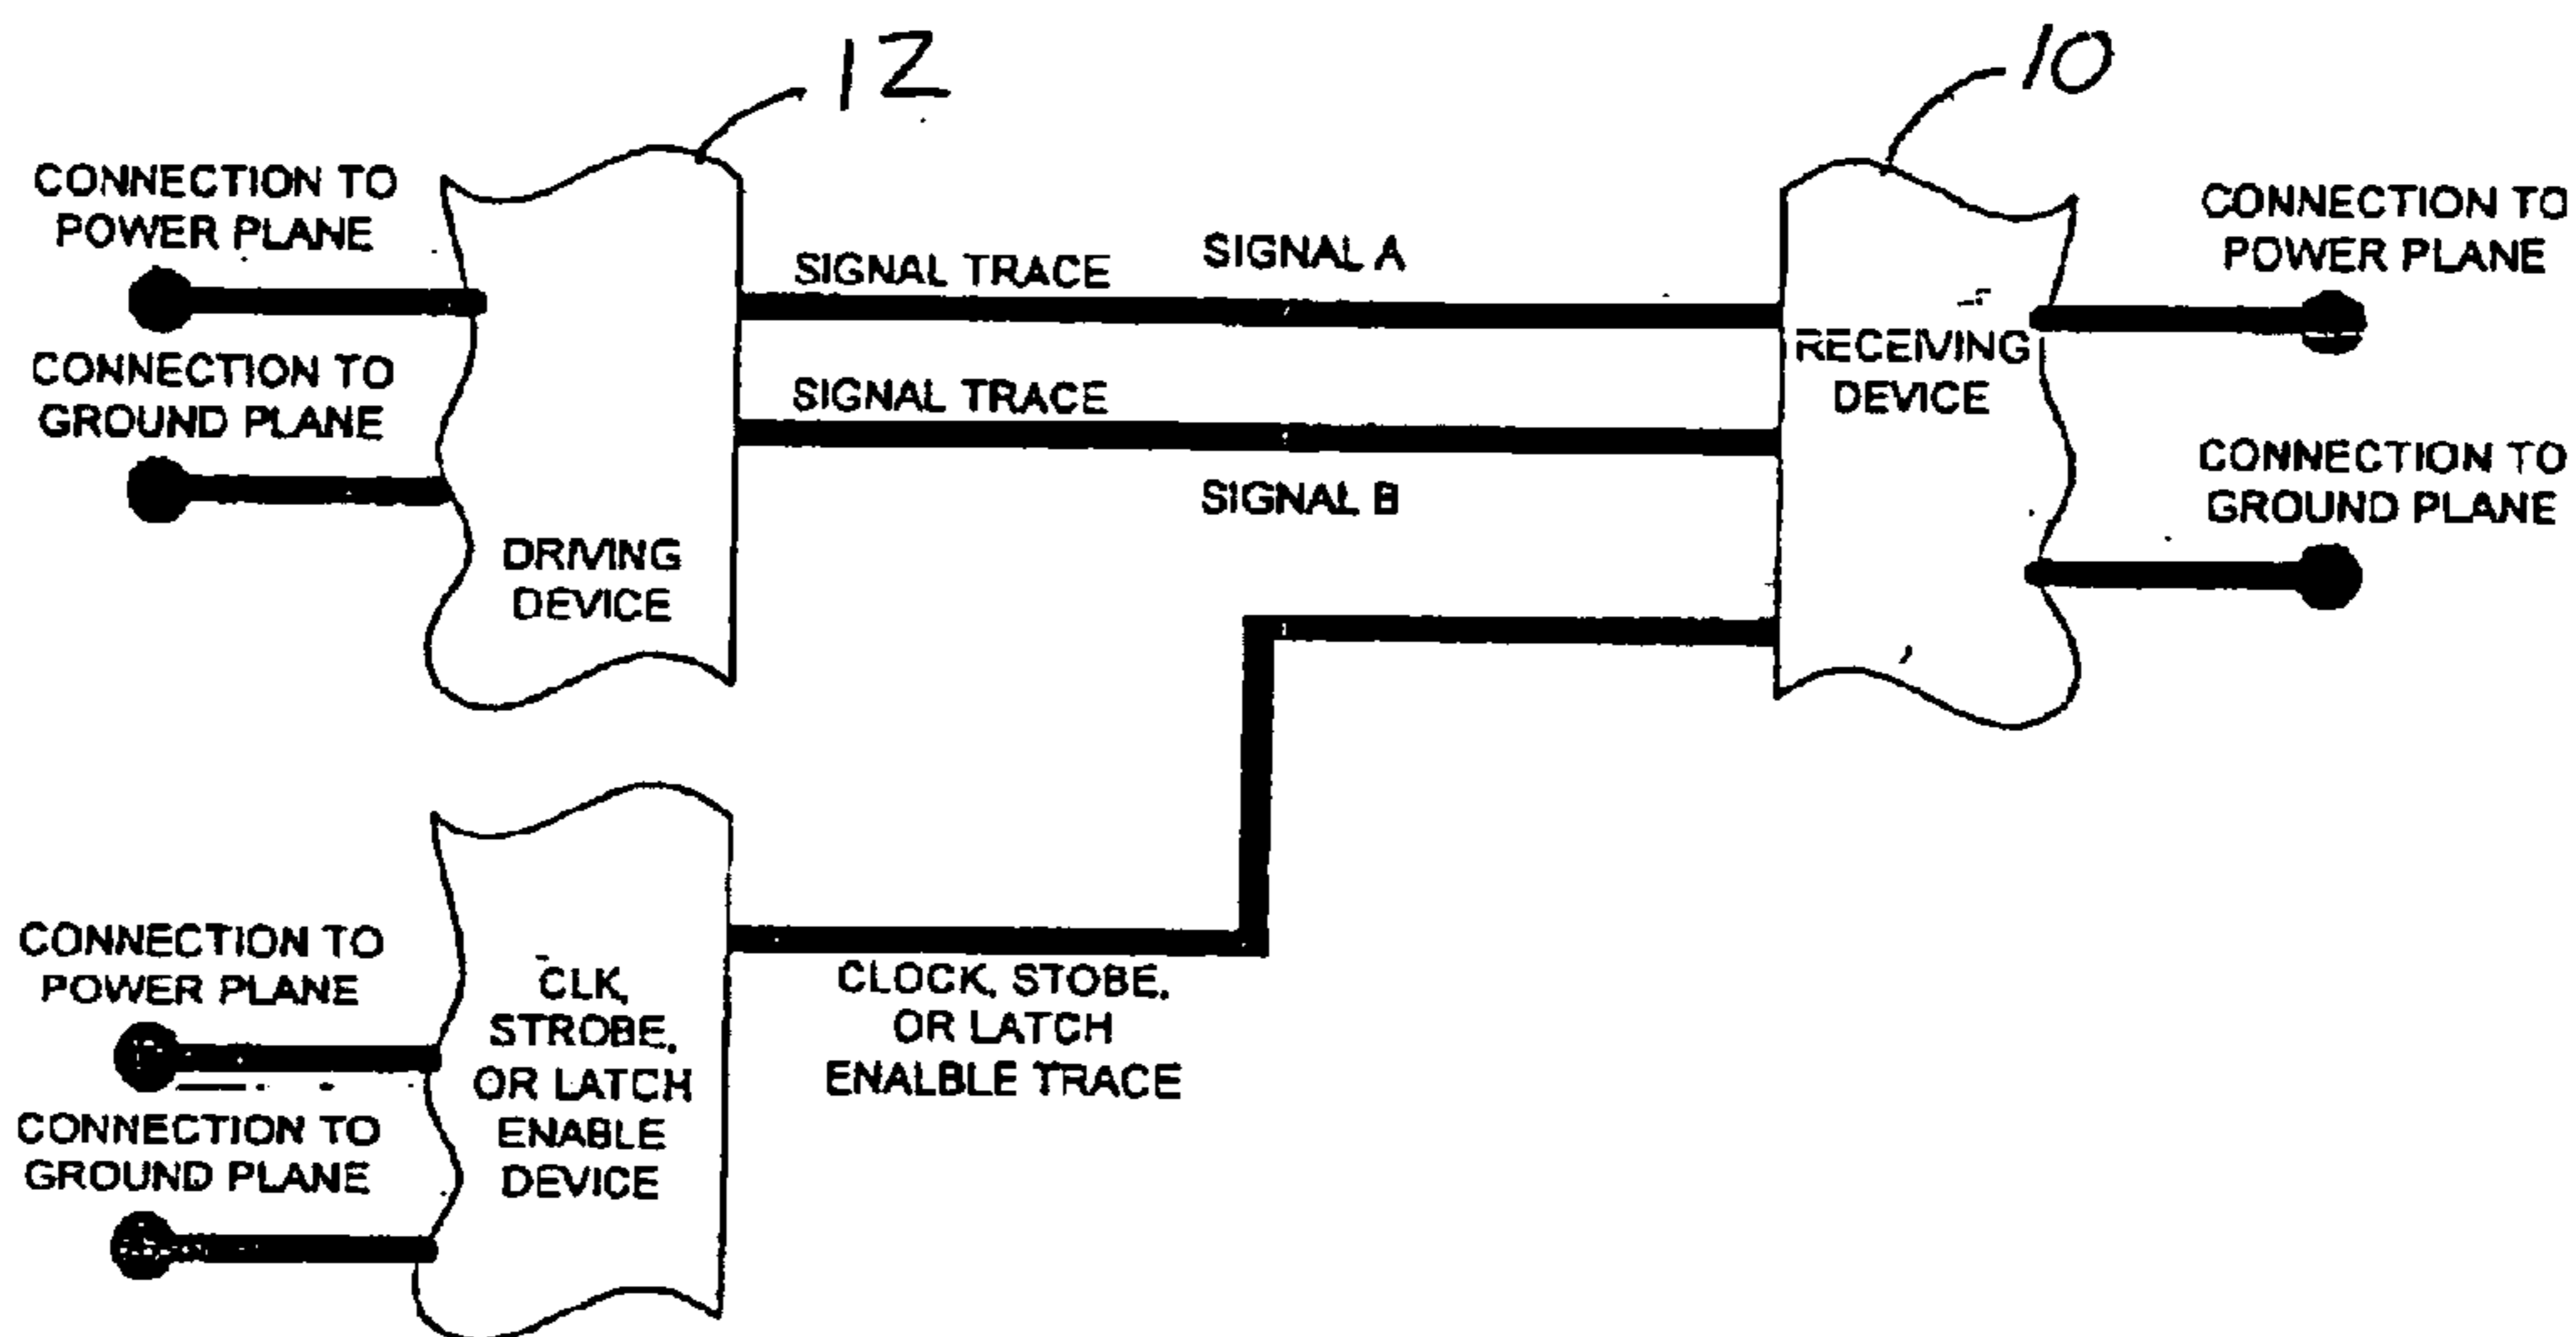 12
10
CONNECTION TO
POWER PLANE
CONNECTION TO
GROUND PLANE
DRIVING
DEVICE
SIGNAL TRACE
SIGNAL A
SIGNAL TRACE
SIGNAL B
RECEIVING
DEVICE
CONNECTION TO
POWER PLANE
CONNECTION TO
GROUND PLANE
CONNECTION TO
POWER PLANE
CONNECTION TO
GROUND PLANE
CLK,
STROBE,
OR LATCH
ENABLE
DEVICE
CLOCK, STOBE,
OR LATCH
ENALBLE TRACE